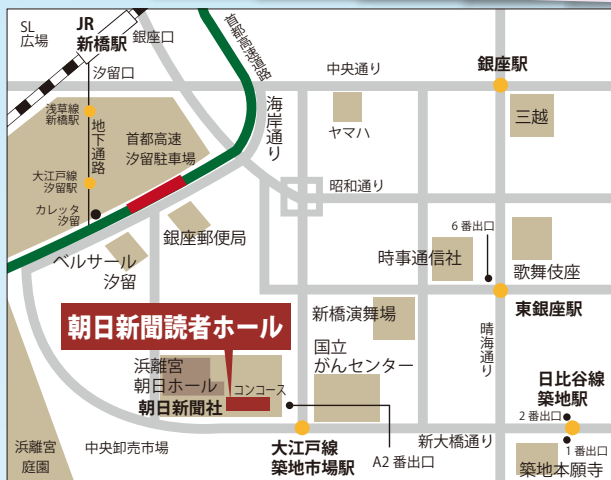 SL
広場
JR
新橋駅
銀座口
汐留口
首都高速道路
中央通り
銀座駅
三越
ヤマハ
海岸通り
浅草線
新橋駅
地下通路
首都高速
汐留駐車場
大江戸線
汐留駅
カレッタ
汐留
昭和通り
銀座郵便局
ベルサール
汐留
6番出口
時事通信社
歌舞伎座
東銀座駅
晴海通り
朝日新聞読者ホール
新橋演舞場
国立
がんセンター
浜離宮
朝日ホール
コンコース
朝日新聞社
日比谷線
築地駅
2番出口
1番出口
築地本願寺
新大橋通り
A2番出口
大江戸線
築地市場駅
中央卸売市場
浜離宮
庭園